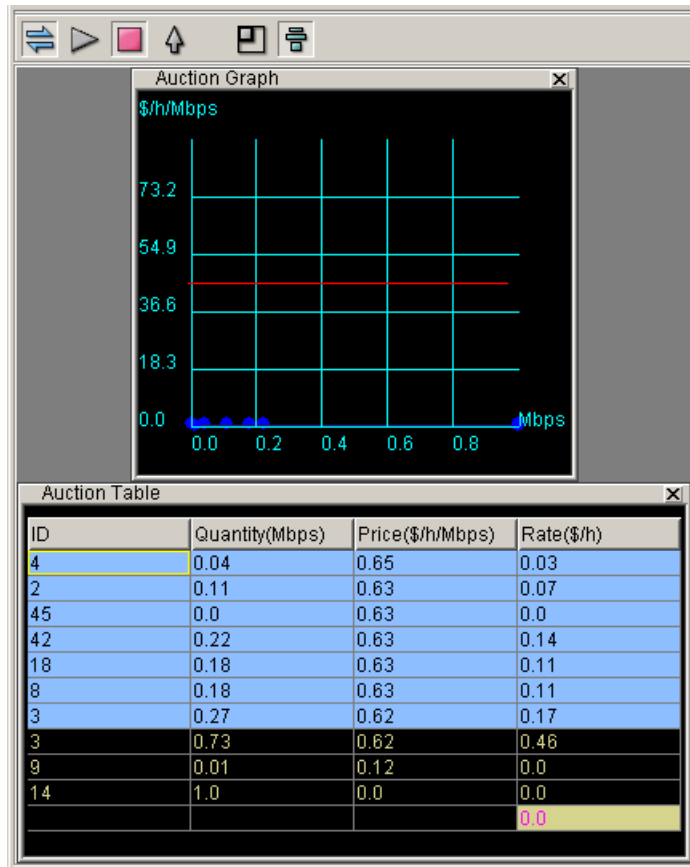 Auction Graph
$/h/Mbps
73.2
54.9
36.6
18.3
0.0 Mbps
0.0 0.2 0.4 0.6 0.8
Auction Table
ID Quantity(Mbps) Price($/h/Mbps) Rate($/h)
4 0.04 0.65 0.03
2 0.11 0.63 0.07
45 0.0 0.63 0.0
42 0.22 0.63 0.14
18 0.18 0.63 0.11
8 0.18 0.63 0.11
3 0.27 0.62 0.17
3 0.73 0.62 0.46
9 0.01 0.12 0.0
14 1.0 0.0 0.0
0.0